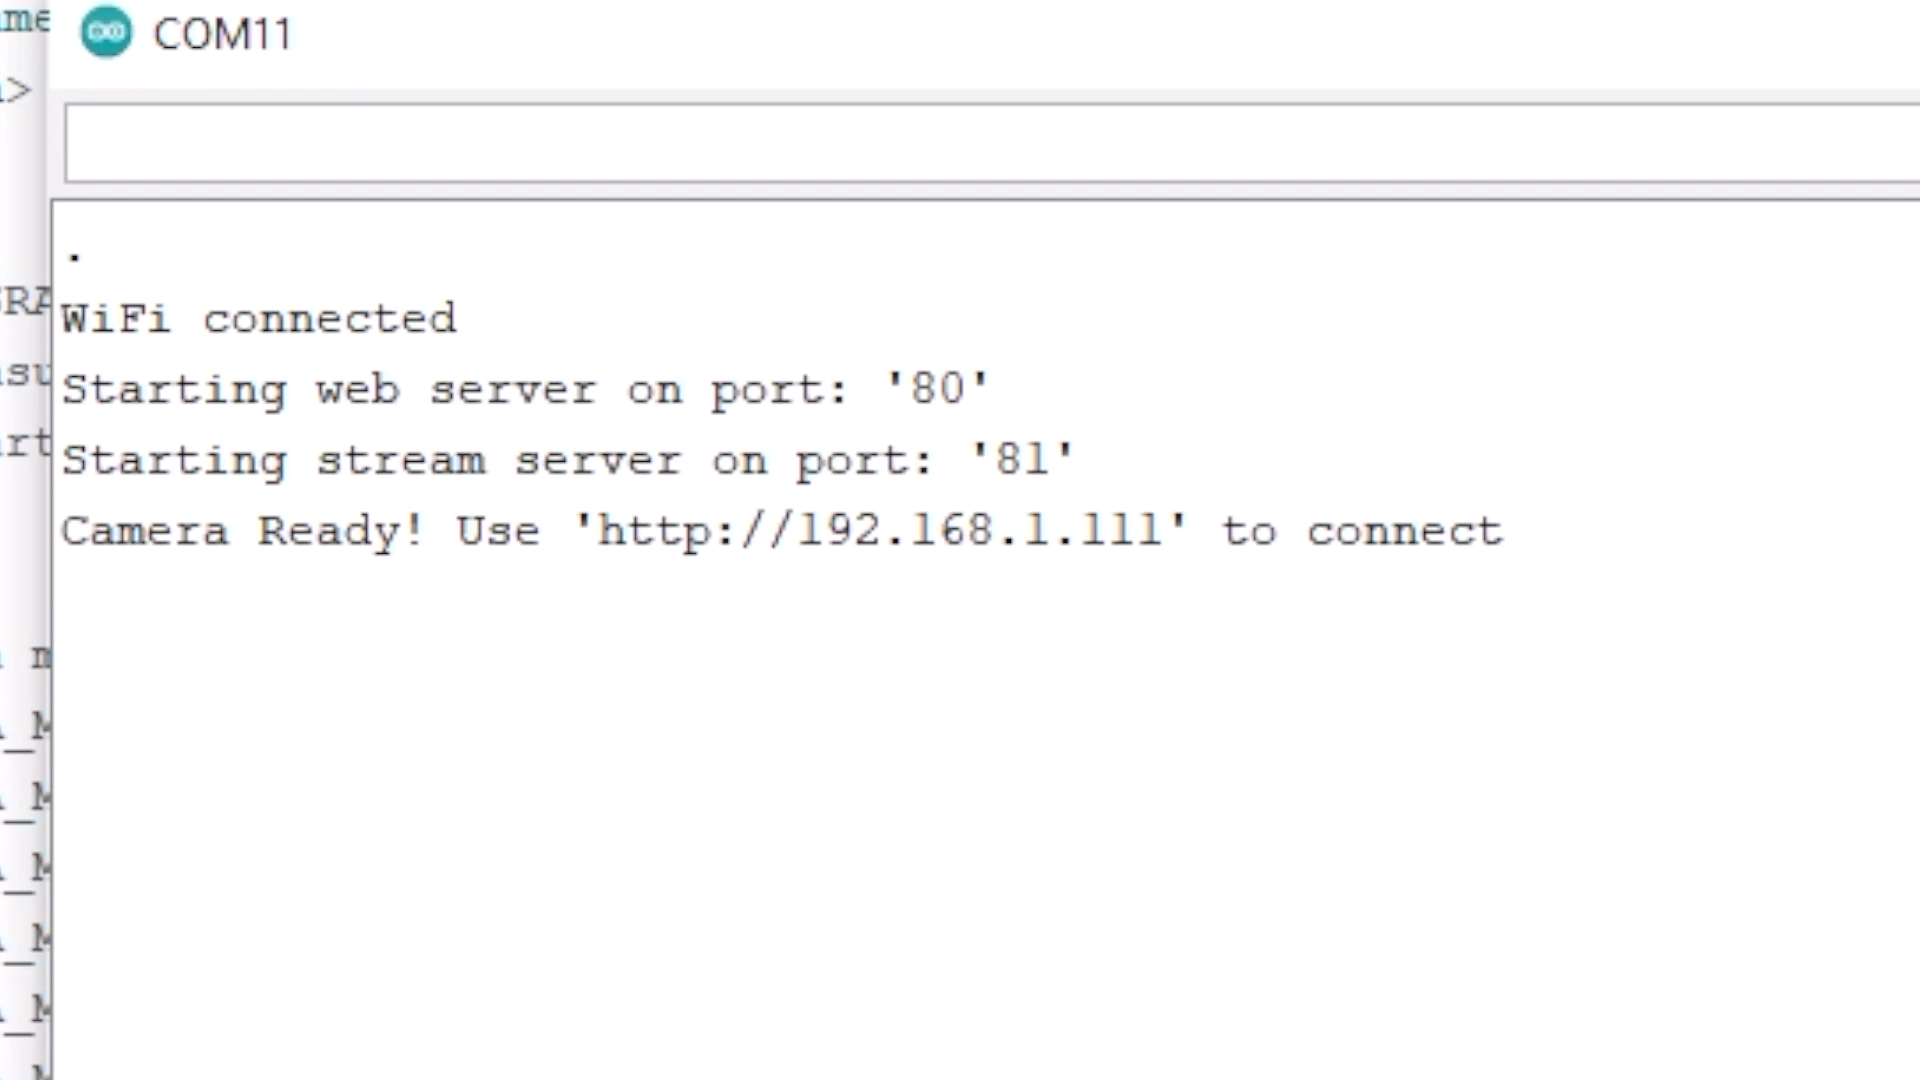 COM11
.
WiFi connected
Starting web server on port: '80'
Starting stream server on port: '81'
Camera Ready! Use 'http://192.168.1.111' to connect